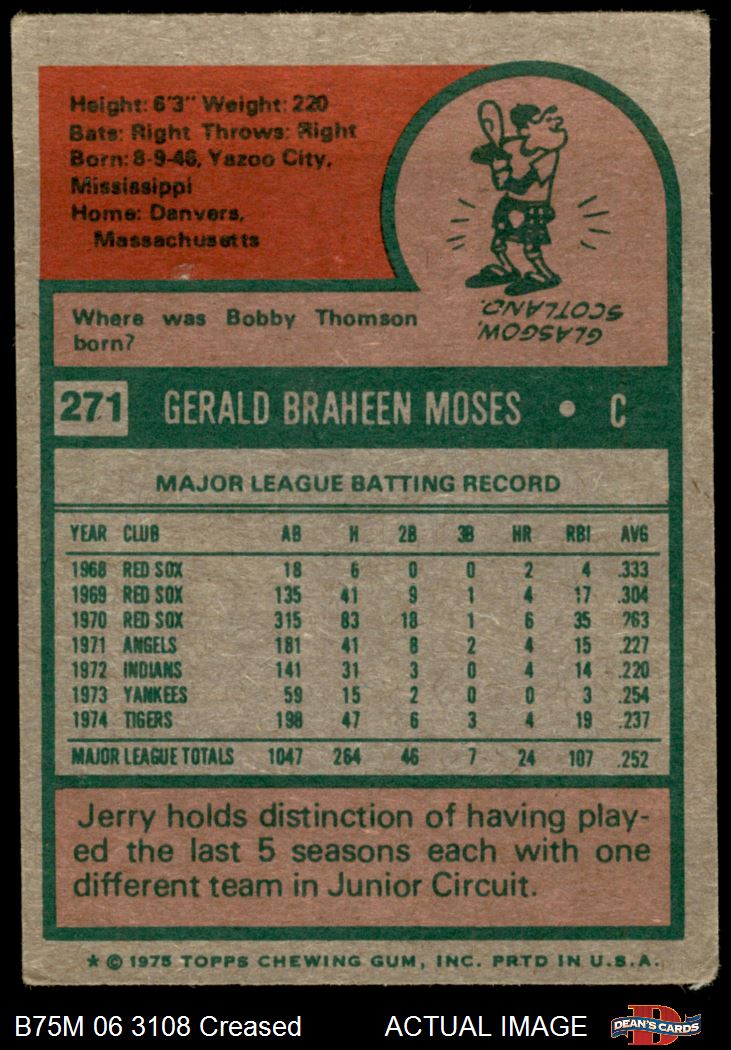 Height: 6'3" Weight: 220
Bats: Right Throws: Right
Born: 8-9-46, Yazoo City,
Mississippi
Home: Danvers,
Massachusetts
GLASGOW,
SCOTLAND.
Where was Bobby Thomson
born?
271 GERALD BRAHEEN MOSES • C
MAJOR LEAGUE BATTING RECORD
YEAR CLUB AB H 2B 3B HR RBI AVG
1968 RED SOX 18 6 0 0 2 4 .333
1969 RED SOX 135 41 9 1 4 17 .304
1970 RED SOX 315 83 18 1 6 35 .263
1971 ANGELS 181 41 8 2 4 15 .227
1972 INDIANS 141 31 3 0 4 14 .220
1973 YANKEES 59 15 2 0 0 3 .254
1974 TIGERS 198 47 6 3 4 19 .237
MAJOR LEAGUE TOTALS 1047 264 46 7 24 107 .252
Jerry holds distinction of having play-
ed the last 5 seasons each with one
different team in Junior Circuit.
* © 1975 TOPPS CHEWING GUM, INC. PRTD IN U.S.A.
B75M 06 3108 Creased ACTUAL IMAGE
D
DEAN'S CARDS